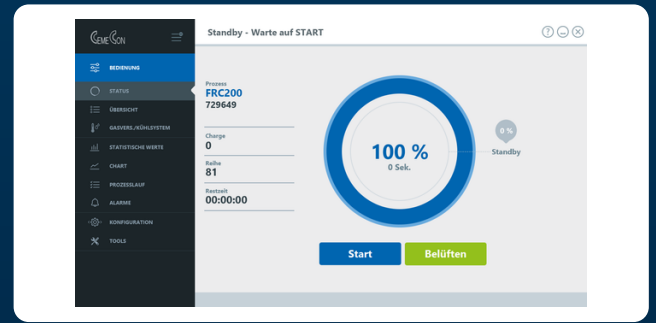 CemeCon
Standby - Warte auf START
?
BEDIENUNG
STATUS
ÜBERSICHT
GASVERS./KÜHLSYSTEM
STATISTISCHE WERTE
CHART
PROZESSLAUF
ALARME
KONFIGURATION
TOOLS
Prozess
FRC200
729649
Charge
0
Reihe
81
Restzeit
00:00:00
100 %
0 Sek.
0 %
Standby
Start
Belüften